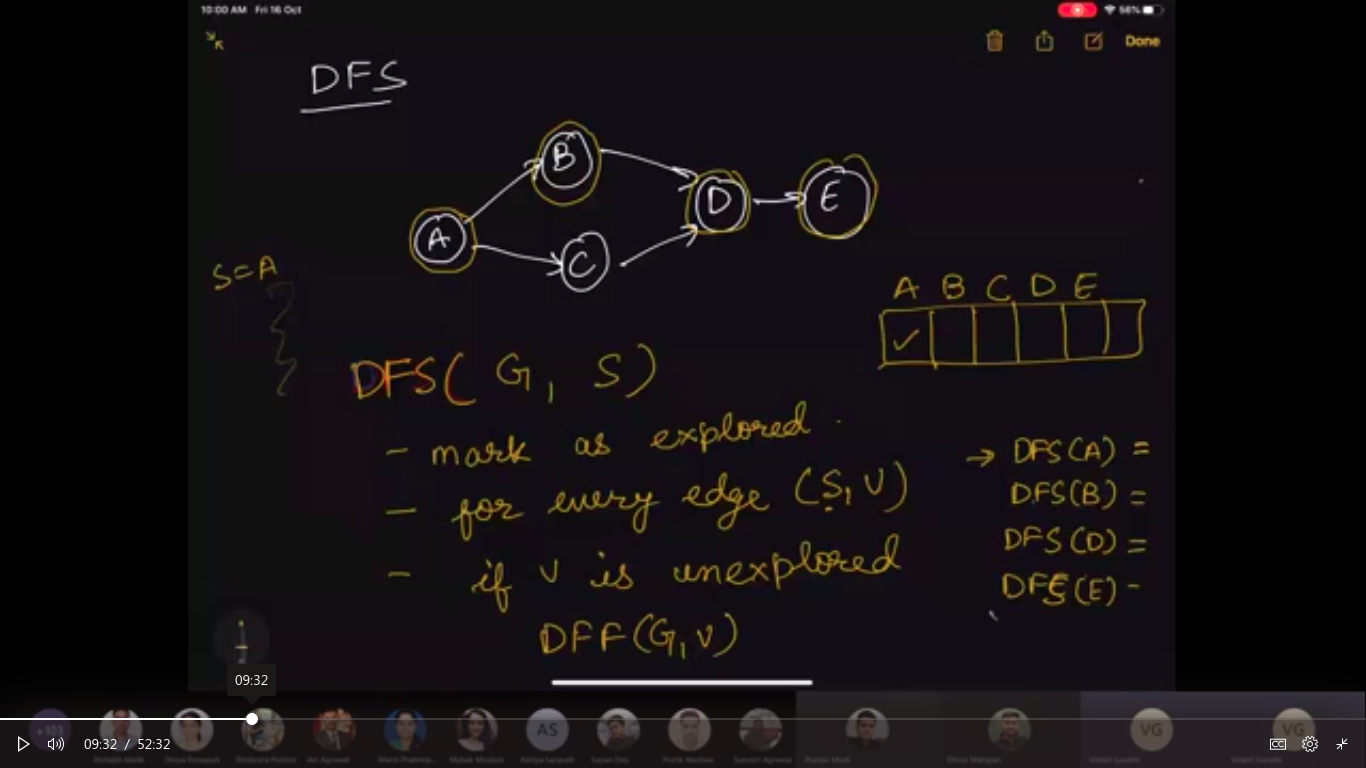 10:00 AM Fri 16 Oct
56%
Done
DFS
B
D
E
A
C
S=A
A B C D E
✓
DFS( G, S)
- mark as explored.
- for every edge (S, V)
- if v is unexplored
DFF(G,V)
→ DFS(A) =
DFS(B) =
DFS(D) =
DFS(E) -
09:32
AS
VG
VG
09:32 / 52:32
CC